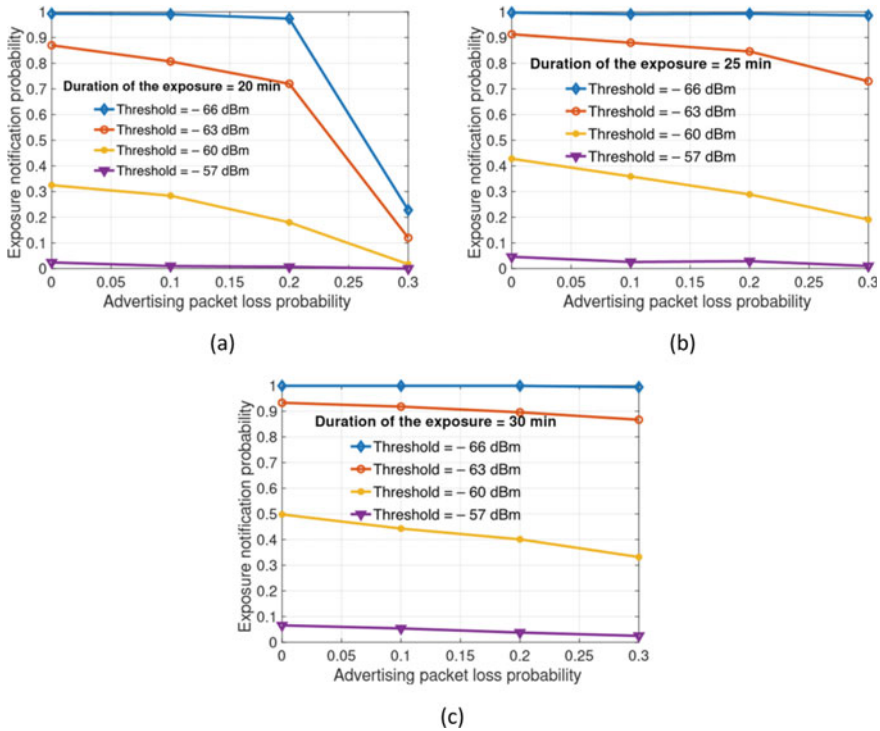 1
0.9
0.8
0.7
0.6
0.5
0.4
0.3
0.2
0.1
0
Exposure notification probability
Duration of the exposure = 20 min
Threshold = – 66 dBm
Threshold = – 63 dBm
Threshold = – 60 dBm
Threshold = – 57 dBm
0 0.05 0.1 0.15 0.2 0.25 0.3
Advertising packet loss probability
(a)
1
0.9
0.8
0.7
0.6
0.5
0.4
0.3
0.2
0.1
0
Exposure notification probability
Duration of the exposure = 25 min
Threshold = – 66 dBm
Threshold = – 63 dBm
Threshold = – 60 dBm
Threshold = – 57 dBm
0 0.05 0.1 0.15 0.2 0.25 0.3
Advertising packet loss probability
(b)
1
0.9
0.8
0.7
0.6
0.5
0.4
0.3
0.2
0.1
0
Exposure notification probability
Duration of the exposure = 30 min
Threshold = – 66 dBm
Threshold = – 63 dBm
Threshold = – 60 dBm
Threshold = – 57 dBm
0 0.05 0.1 0.15 0.2 0.25 0.3
Advertising packet loss probability
(c)